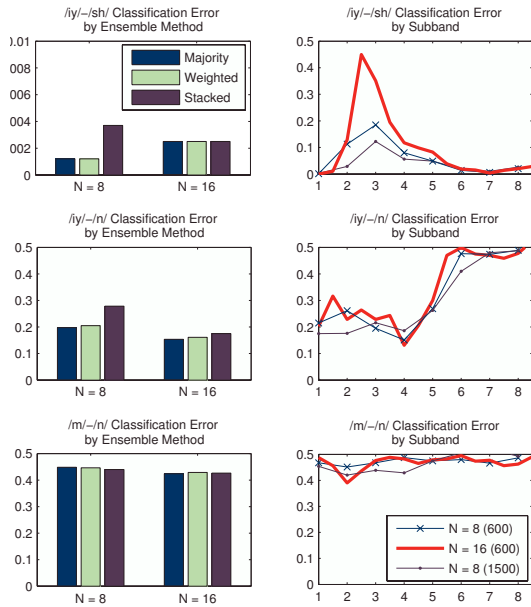 /iy/−/sh/ Classification Error
by Ensemble Method
0.01
008
006
004
002
0
Majority
Weighted
Stacked
N = 8
N = 16
/iy/−/sh/ Classification Error
by Subband
0.5
0.4
0.3
0.2
0.1
0
1 2 3 4 5 6 7 8
/iy/−/n/ Classification Error
by Ensemble Method
0.5
0.4
0.3
0.2
0.1
0
N = 8
N = 16
/iy/−/n/ Classification Error
by Subband
0.5
0.4
0.3
0.2
0.1
0
1 2 3 4 5 6 7 8
/m/−/n/ Classification Error
by Ensemble Method
0.5
0.4
0.3
0.2
0.1
0
N = 8
N = 16
/m/−/n/ Classification Error
by Subband
0.5
0.4
0.3
0.2
0.1
0
N = 8 (600)
N = 16 (600)
N = 8 (1500)
1 2 3 4 5 6 7 8